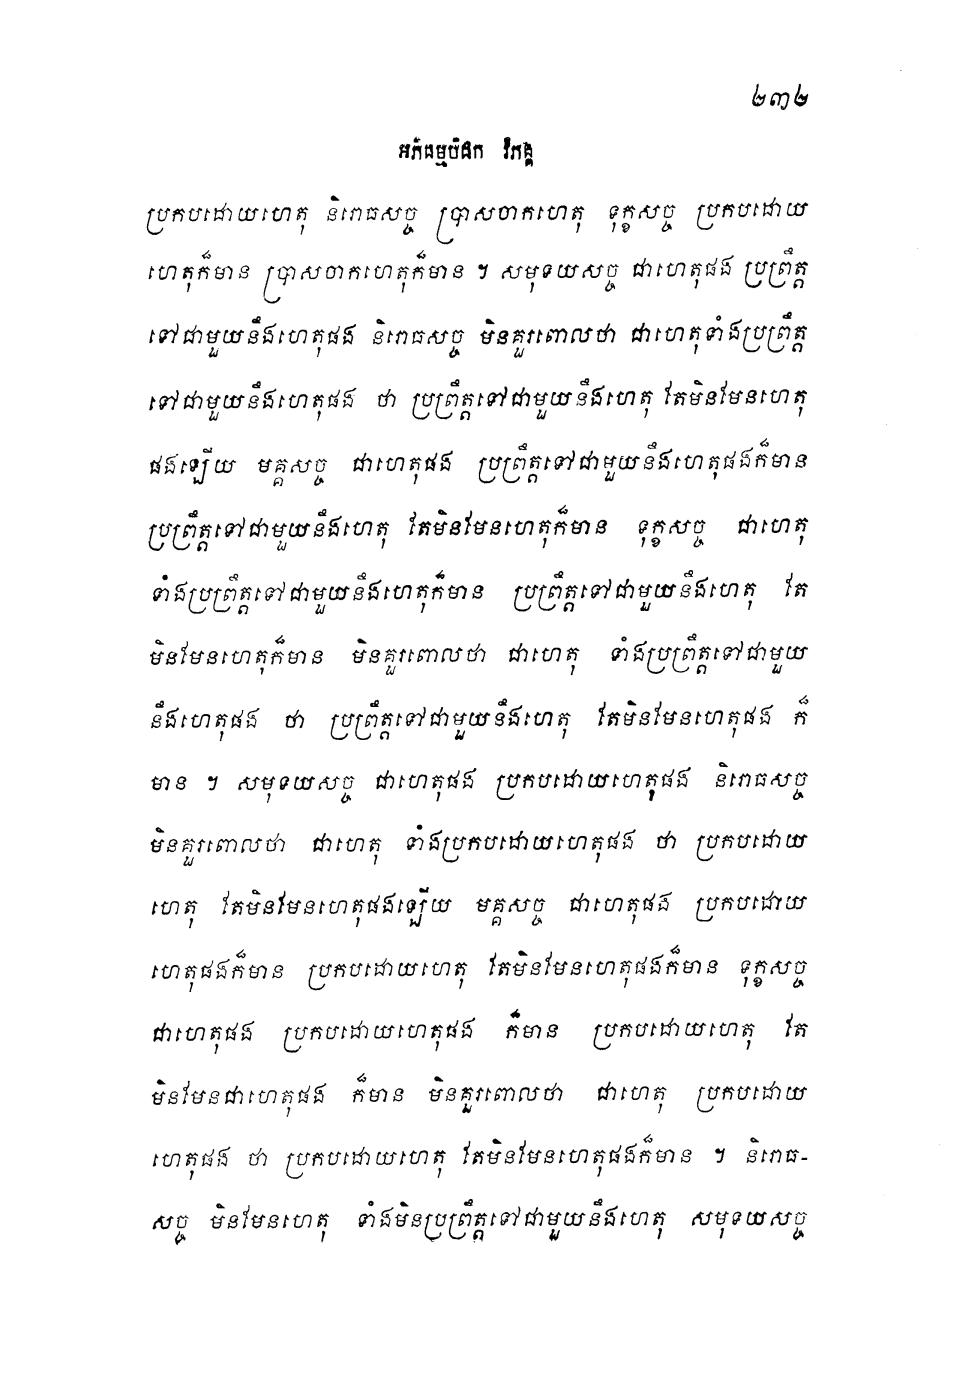 ២៣២
អភិធម្មបិដក វិភង្គ
ប្រកបដោយហេតុ និរោធសច្ច ប្រាសចាកហេតុ ទុក្ខសច្ច ប្រកបដោយ
ហេតុក៏មាន ប្រាសចាកហេតុក៏មាន ។ សមុទយសច្ច ជាហេតុផង ប្រព្រឹត្ត
ទៅជាមួយនឹងហេតុផង និរោធសច្ច មិនគួរពោលថា ជាហេតុទាំងប្រព្រឹត្ត
ទៅជាមួយនឹងហេតុផង ថា ប្រព្រឹត្តទៅជាមួយនឹងហេតុ តែមិនមែនហេតុ
ផងឡើយ មគ្គសច្ច ជាហេតុផង ប្រព្រឹត្តទៅជាមួយនឹងហេតុផងក៏មាន
ប្រព្រឹត្តទៅជាមួយនឹងហេតុ តែមិនមែនហេតុក៏មាន ទុក្ខសច្ច ជាហេតុ
ទាំងប្រព្រឹត្តទៅជាមួយនឹងហេតុក៏មាន ប្រព្រឹត្តទៅជាមួយនឹងហេតុ តែ
មិនមែនហេតុក៏មាន មិនគួរពោលថា ជាហេតុ ទាំងប្រព្រឹត្តទៅជាមួយ
នឹងហេតុផង ថា ប្រព្រឹត្តទៅជាមួយនឹងហេតុ តែមិនមែនហេតុផង ក៏
មាន ។ សមុទយសច្ច ជាហេតុផង ប្រកបដោយហេតុផង និរោធសច្ច
មិនគួរពោលថា ជាហេតុ ទាំងប្រកបដោយហេតុផង ថា ប្រកបដោយ
ហេតុ តែមិនមែនហេតុផងឡើយ មគ្គសច្ច ជាហេតុផង ប្រកបដោយ
ហេតុផងក៏មាន ប្រកបដោយហេតុ តែមិនមែនហេតុផងក៏មាន ទុក្ខសច្ច
ជាហេតុផង ប្រកបដោយហេតុផង ក៏មាន ប្រកបដោយហេតុ តែ
មិនមែនជាហេតុផង ក៏មាន មិនគួរពោលថា ជាហេតុ ប្រកបដោយ
ហេតុផង ថា ប្រកបដោយហេតុ តែមិនមែនហេតុផងក៏មាន ។ និរោធ-
សច្ច មិនមែនហេតុ ទាំងមិនប្រព្រឹត្តទៅជាមួយនឹងហេតុ សមុទយសច្ច